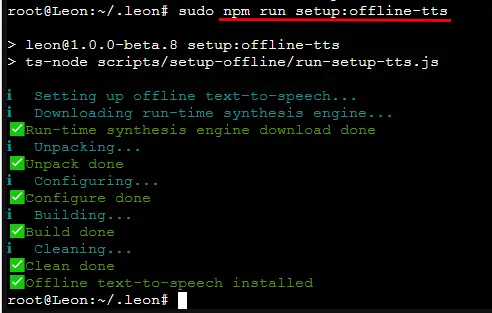 root@Leon:~/.leon# sudo npm run setup:offline-tts
> leon@1.0.0-beta.8 setup:offline-tts
> ts-node scripts/setup-offline/run-setup-tts.js
ℹ Setting up offline text-to-speech...
ℹ Downloading run-time synthesis engine...
✅Run-time synthesis engine download done
ℹ Unpacking...
✅Unpack done
ℹ Configuring...
✅Configure done
ℹ Building...
✅Build done
ℹ Cleaning...
✅Clean done
✅Offline text-to-speech installed
root@Leon:~/.leon#